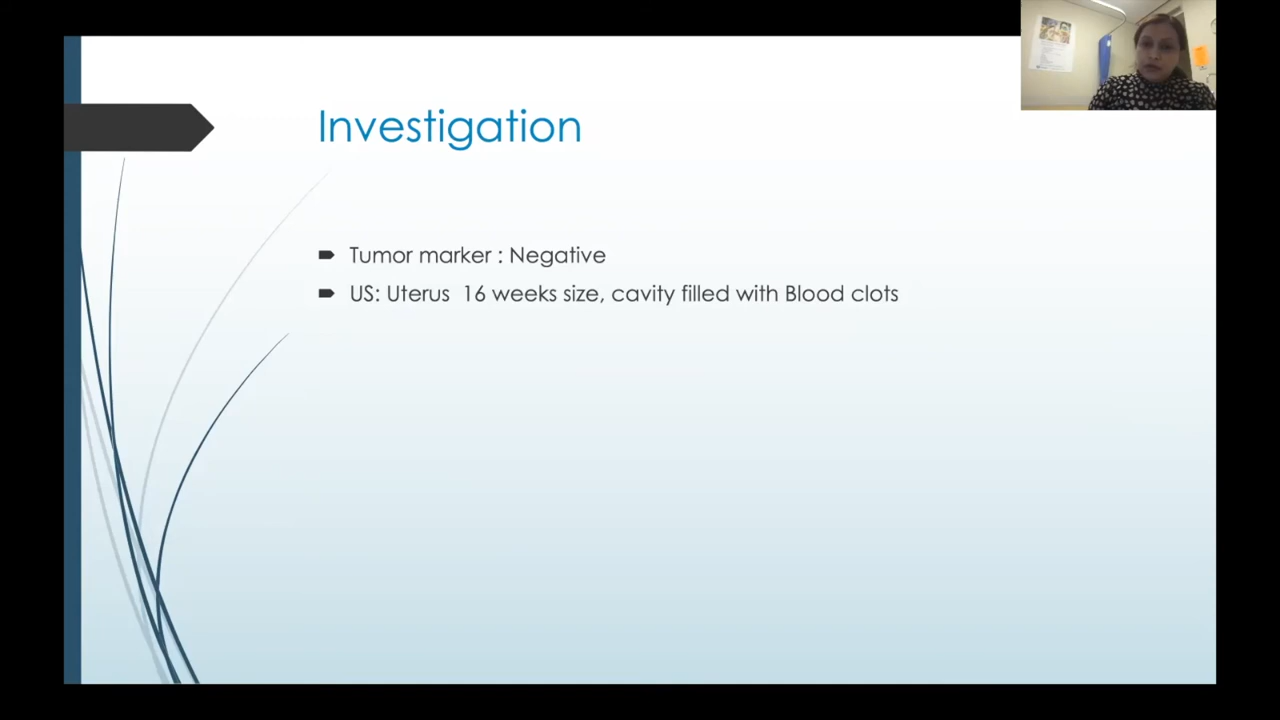 Investigation
Tumor marker : Negative
US: Uterus 16 weeks size, cavity filled with Blood clots